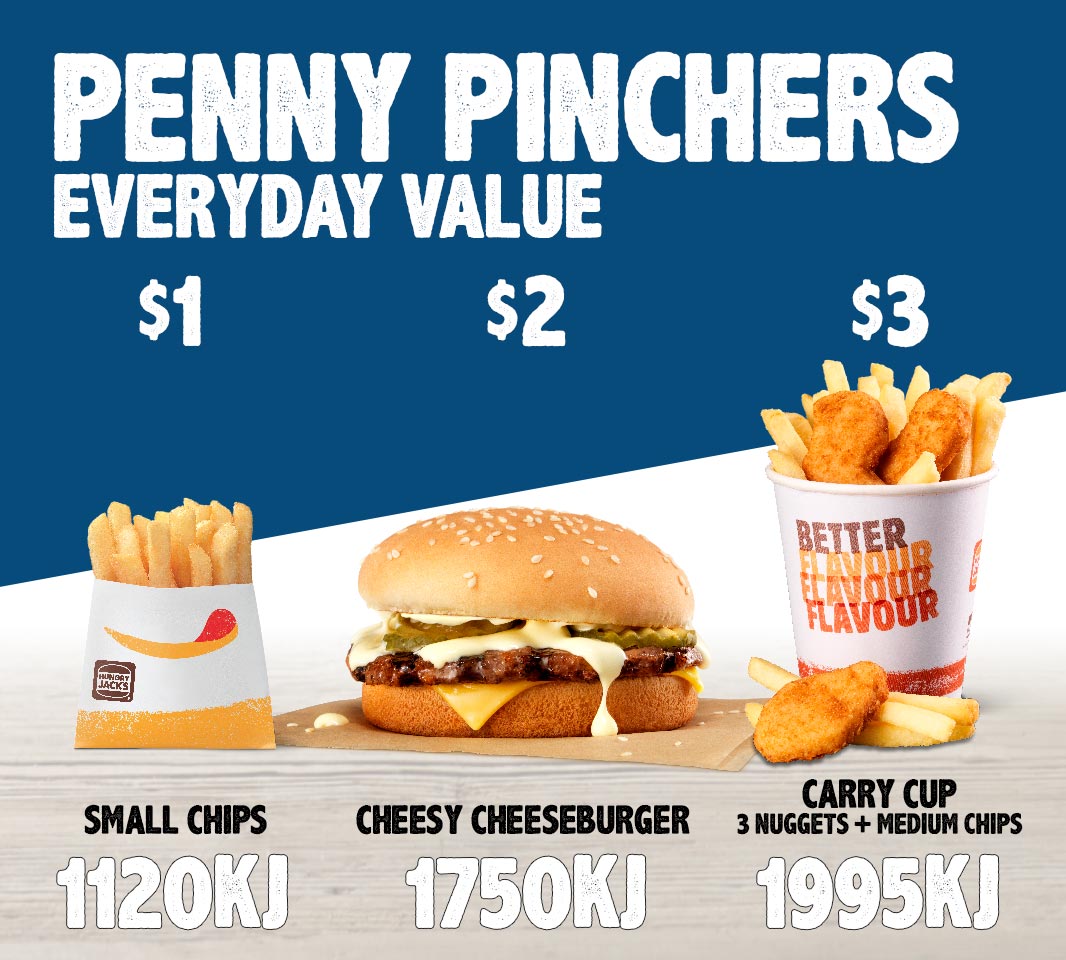 PENNY PINCHERS
EVERYDAY VALUE
$1 $2 $3
BETTER
FLAVOUR
FLAVOUR
FLAVOUR
HUNGRY
JACK'S
SMALL CHIPS
1120KJ
CHEESY CHEESEBURGER
1750KJ
CARRY CUP
3 NUGGETS + MEDIUM CHIPS
1995KJ